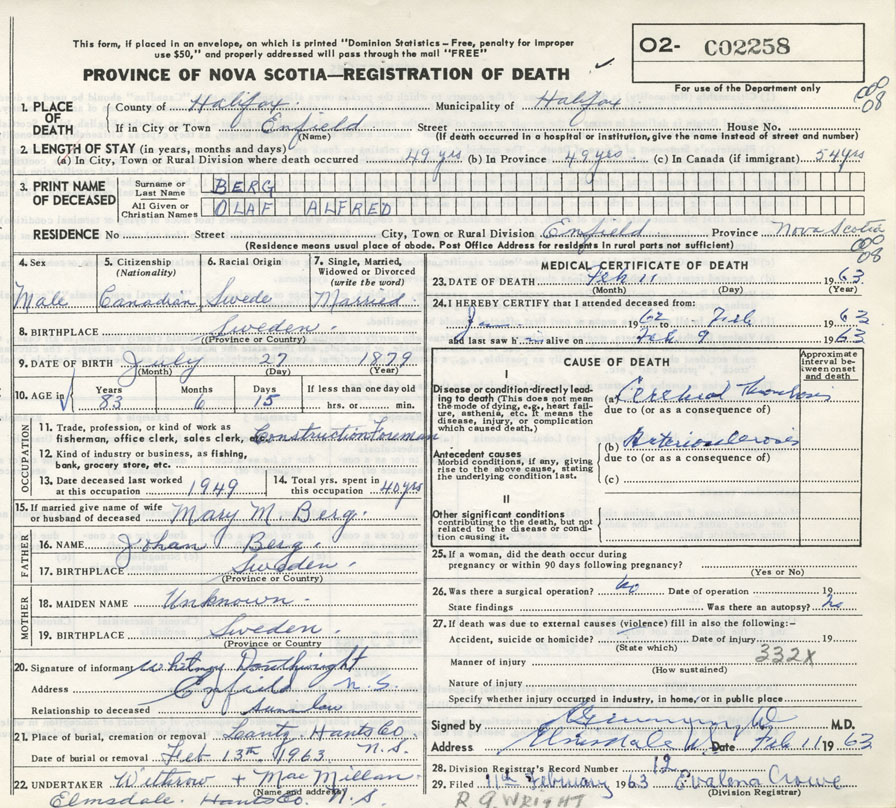 This form, if placed in an envelope, on which is printed "Dominion Statistics – Free, penalty for improper
use $50," and properly addressed will pass through the mail "FREE"
PROVINCE OF NOVA SCOTIA—REGISTRATION OF DEATH ✓
O2- C02258
For use of the Department only
000
08
1. PLACE OF DEATH County of Halifax. Municipality of Halifax
If in City or Town Enfield (Name) Street House No.
(If death occurred in a hospital or institution, give the name instead of street and number)
2. LENGTH OF STAY (in years, months and days)
(a) In City, Town or Rural Division where death occurred 49 yrs (b) In Province 49 yrs. (c) In Canada (if immigrant) 54 yrs
3. PRINT NAME OF DECEASED Surname or Last Name BERG
All Given or Christian Names OLAF ALFRED
RESIDENCE No Street City, Town or Rural Division Enfield Province Nova Scotia
(Residence means usual place of abode. Post Office Address for residents in rural parts not sufficient)
000
08
4. Sex Male
5. Citizenship (Nationality) Canadian
6. Racial Origin Swede
7. Single, Married, Widowed or Divorced (write the word) Married.
8. BIRTHPLACE Sweden.
(Province or Country)
9. DATE OF BIRTH July 27 1879
(Month) (Day) (Year)
10. AGE in Years 83 Months 6 Days 15 If less than one day old hrs. or min.
OCCUPATION
11. Trade, profession, or kind of work as
fisherman, office clerk, sales clerk, Construction Foreman
12. Kind of industry or business, as fishing,
bank, grocery store, etc.
13. Date deceased last worked at this occupation 1949
14. Total yrs. spent in this occupation 40 yrs
15. If married give name of wife or husband of deceased Mary M. Berg.
FATHER
16. NAME Johan Berg.
17. BIRTHPLACE Sweden.
(Province or Country)
MOTHER
18. MAIDEN NAME Unknown.
19. BIRTHPLACE Sweden.
(Province or Country)
20. Signature of informant Whitney
Address Enfield N.S.
Relationship to deceased Son in law
21. Place of burial, cremation or removal Lantz, Hants Co. N.S.
Date of burial or removal Feb 13th 1963
22. UNDERTAKER Withrow + MacMillan.
(Name and address)
Elmsdale. Hants Co. N.S.
MEDICAL CERTIFICATE OF DEATH
23. DATE OF DEATH Feb 11 1963
(Month) (Day) (Year)
24. I HEREBY CERTIFY that I attended deceased from:
Jan 1962 to Feb 1963
and last saw him alive on Feb 9 1963
CAUSE OF DEATH
Approximate interval between onset and death
I
Disease or condition directly leading to death (This does not mean the mode of dying, e.g., heart failure, asthenia, etc. It means the disease, injury, or complication which caused death.)
(a) Cerebral Thrombosis
due to (or as a consequence of)
Antecedent causes
Morbid conditions, if any, giving rise to the above cause, stating the underlying condition last.
(b) Arteriosclerosis
due to (or as a consequence of)
(c)
II
Other significant conditions
contributing to the death, but not related to the disease or condition causing it.
25. If a woman, did the death occur during
pregnancy or within 90 days following pregnancy?
(Yes or No)
26. Was there a surgical operation? No Date of operation 19
State findings Was there an autopsy? No
27. If death was due to external causes (violence) fill in also the following:-
Accident, suicide or homicide? Date of injury 19
(State which)
332X
Manner of injury
(How sustained)
Nature of injury
Specify whether injury occurred in industry, in home, or in public place
Signed by M.D.
Address Elmsdale N.S. Date Feb 11 1963
28. Division Registrar's Record Number 12
29. Filed 11th February 1963 Evalena Crowe
(Division Registrar)
R.G. WRIGHT